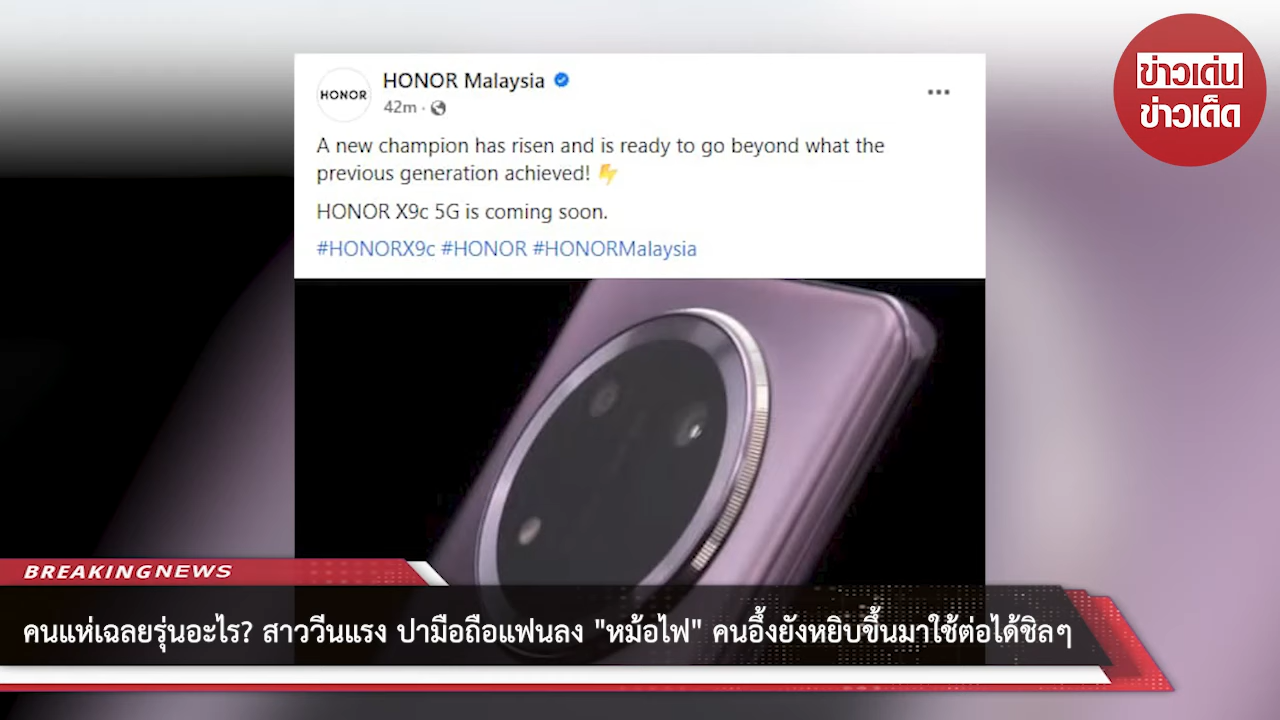 ข่าวเด่น
ข่าวเด็ด
HONOR
HONOR Malaysia
42m
A new champion has risen and is ready to go beyond what the
previous generation achieved! ⚡
HONOR X9c 5G is coming soon.
#HONORX9c #HONOR #HONORMalaysia
BREAKING NEWS
คนแห่เฉลยรุ่นอะไร? สาววีนแรง ปามือถือแฟนลง "หม้อไฟ" คนอึ้งยังหยิบขึ้นมาใช้ต่อได้ชิลๆ